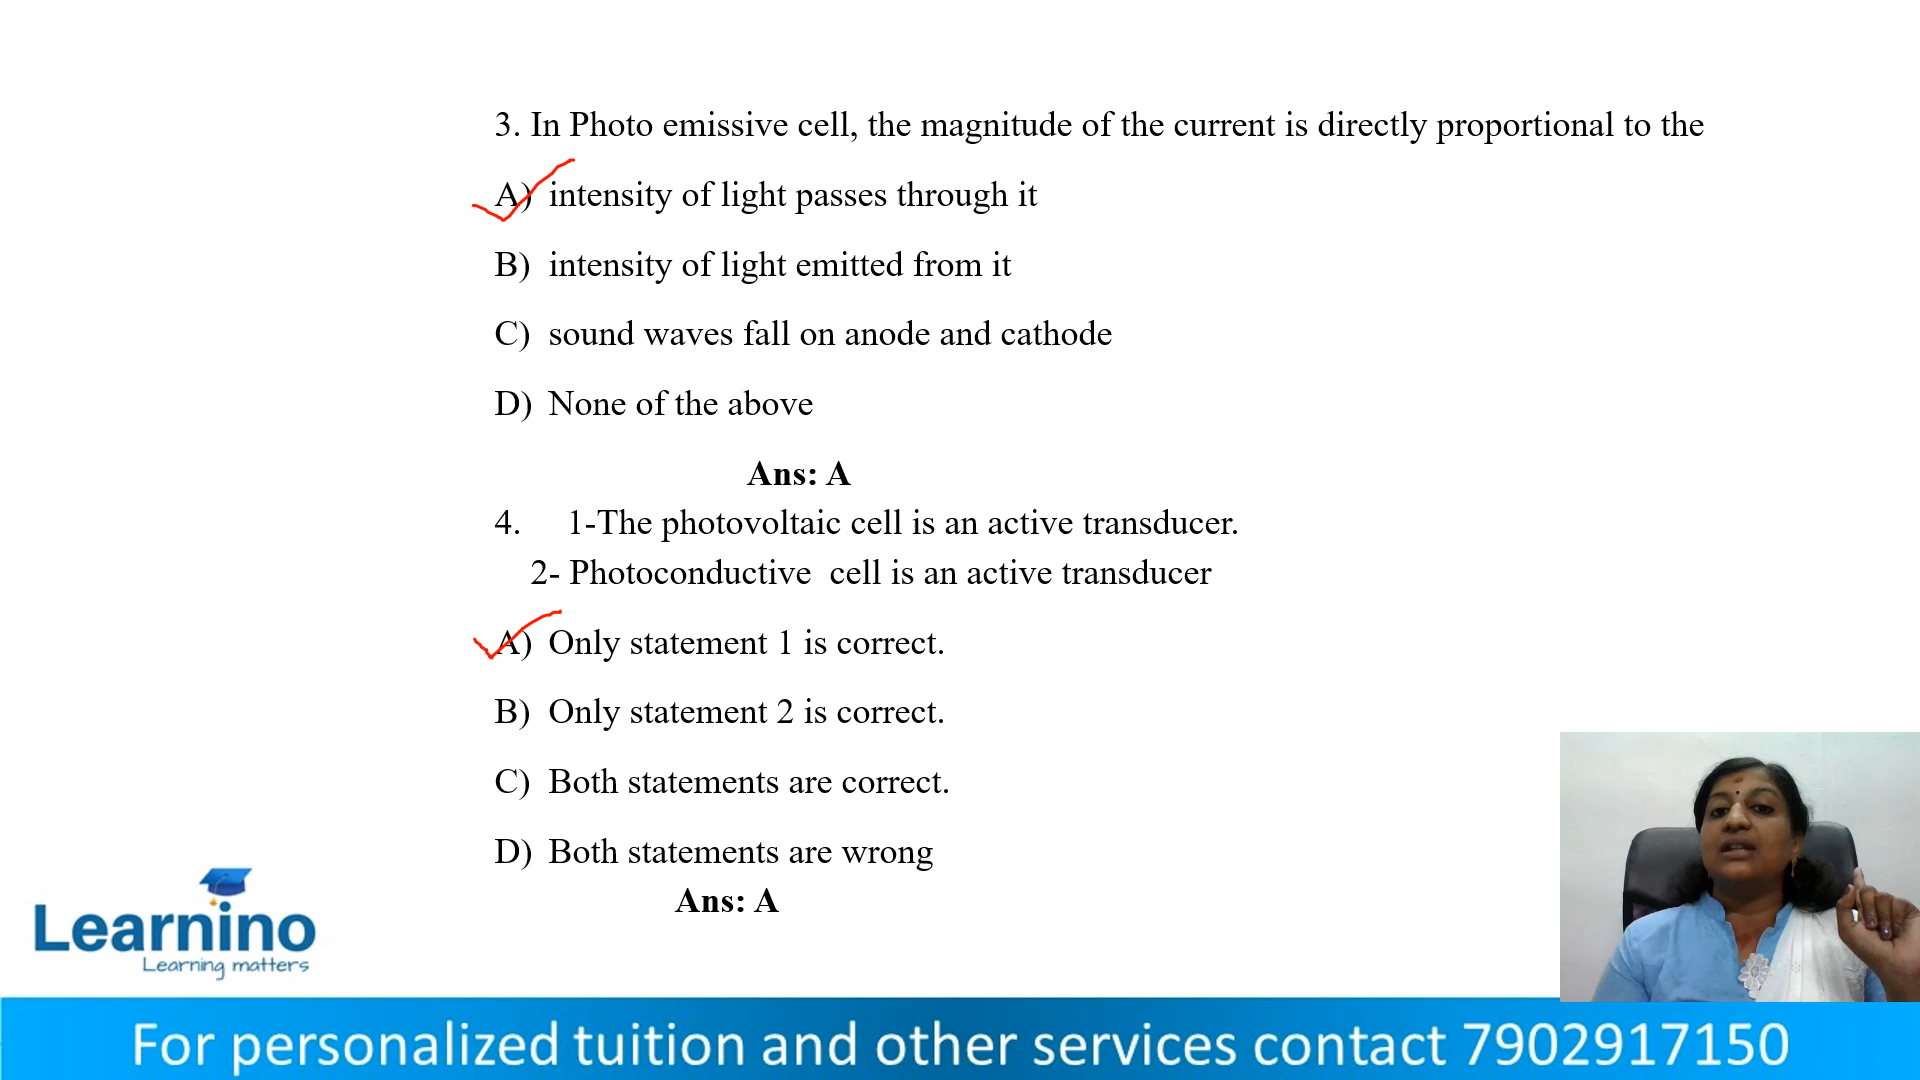 3. In Photo emissive cell, the magnitude of the current is directly proportional to the
A) intensity of light passes through it
B) intensity of light emitted from it
C) sound waves fall on anode and cathode
D) None of the above
Ans: A
4. 1-The photovoltaic cell is an active transducer.
2- Photoconductive cell is an active transducer
A) Only statement 1 is correct.
B) Only statement 2 is correct.
C) Both statements are correct.
D) Both statements are wrong
Ans: A
Learnino
Learning matters
For personalized tuition and other services contact 7902917150